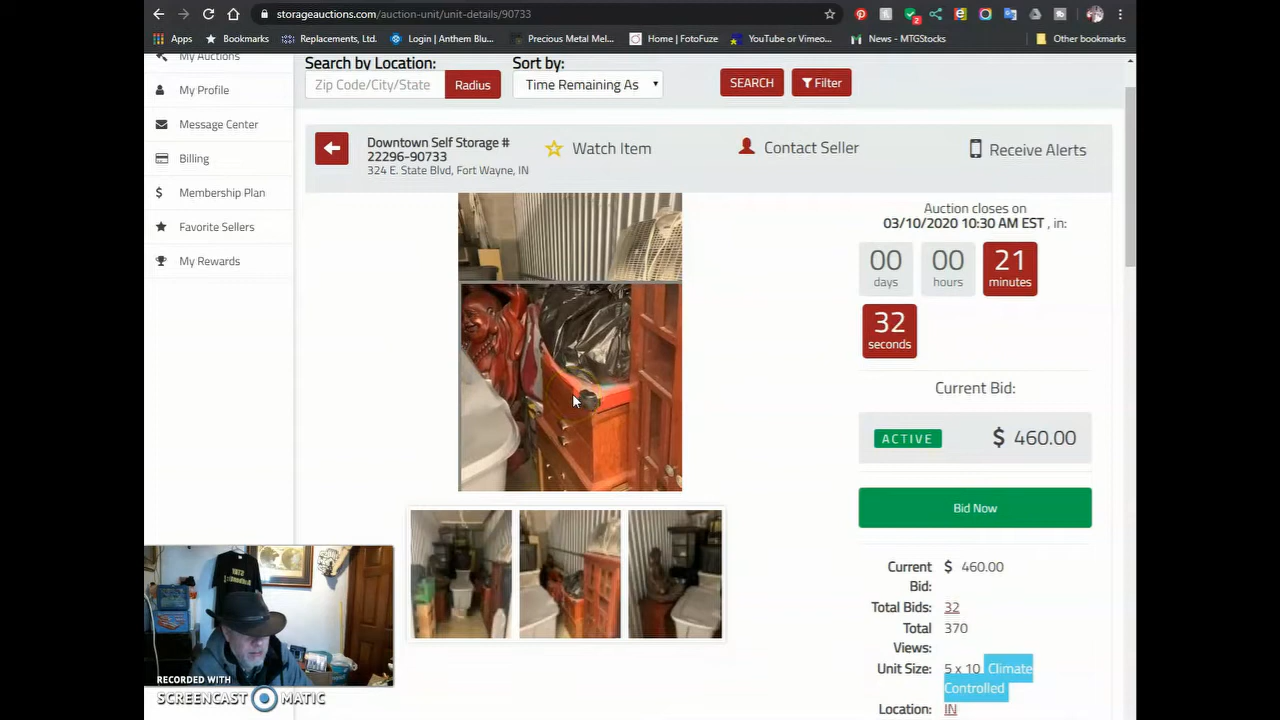 storageauctions.com/auction-unit/unit-details/90733
2
Apps
Bookmarks
Replacements, Ltd.
Login | Anthem Blu...
Precious Metal Mel...
Home | FotoFuze
YouTube or Vimeo...
News - MTGStocks
Other bookmarks
My Auctions
My Profile
Message Center
Billing
$ Membership Plan
Favorite Sellers
My Rewards
Search by Location:
Zip Code/City/State
Radius
Sort by:
Time Remaining As
SEARCH
Filter
Downtown Self Storage #
22296-90733
324 E. State Blvd, Fort Wayne, IN
Watch Item
Contact Seller
Receive Alerts
Auction closes on
03/10/2020 10:30 AM EST , in:
00
days
00
hours
21
minutes
32
seconds
Current Bid:
ACTIVE
$ 460.00
Bid Now
Current Bid: $ 460.00
Total Bids: 32
Total Views: 370
Unit Size: 5 x 10, Climate Controlled
Location: IN
RECORDED WITH
SCREENCAST MATIC